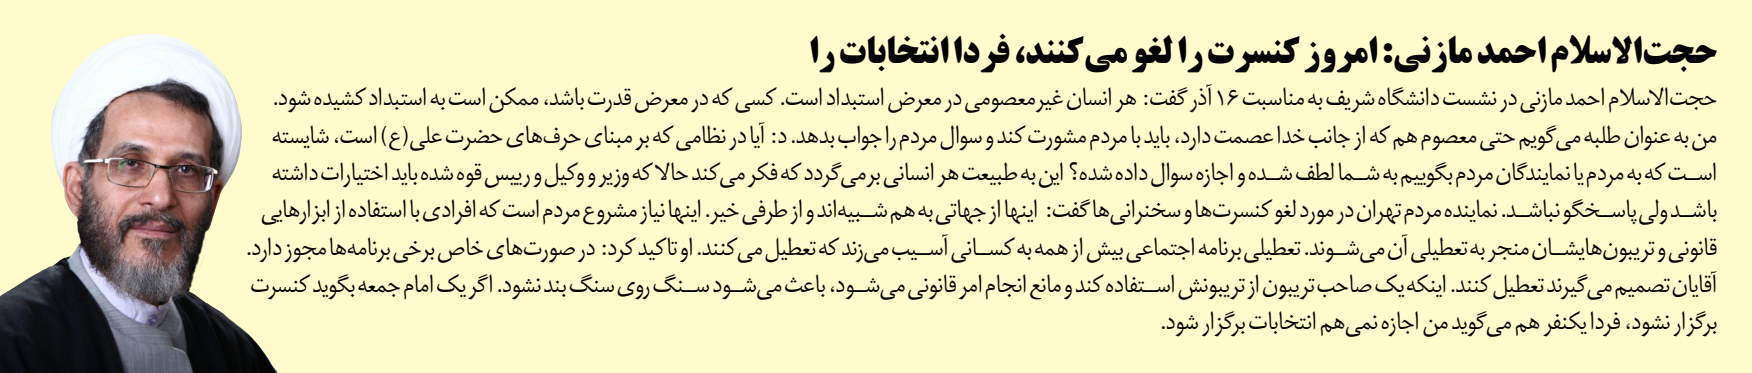 حجت‌الاسلام احمد مازنی: امروز کنسرت را لغو می‌کنند، فردا انتخابات را
حجت‌الاسلام احمد مازنی در نشست دانشگاه شریف به مناسبت ۱۶ آذر گفت: هر انسان غیرمعصومی در معرض استبداد است. کسی که در معرض قدرت باشد، ممکن است به استبداد کشیده شود.
من به عنوان طلبه می‌گویم حتی معصوم هم که از جانب خدا عصمت دارد، باید با مردم مشورت کند و سوال مردم را جواب بدهد. د: آیا در نظامی که بر مبنای حرف‌های حضرت علی(ع) است، شایسته
است که به مردم یا نمایندگان مردم بگوییم به شما لطف شده و اجازه سوال داده شده؟ این به طبیعت هر انسانی برمی‌گردد که فکر می‌کند حالا که وزیر و وکیل و رییس قوه شده باید اختیارات داشته
باشد ولی پاسخگو نباشد. نماینده مردم تهران در مورد لغو کنسرت‌ها و سخنرانی‌ها گفت: اینها از جهاتی به هم شبیه‌اند و از طرفی خیر. اینها نیاز مشروع مردم است که افرادی با استفاده از ابزارهایی
قانونی و تریبون‌هایشان منجر به تعطیلی آن می‌شوند. تعطیلی برنامه اجتماعی بیش از همه به کسانی آسیب می‌زند که تعطیل می‌کنند. او تاکید کرد: در صورت‌های خاص برخی برنامه‌ها مجوز دارد.
آقایان تصمیم می‌گیرند تعطیل کنند. اینکه یک صاحب تریبون از تریبونش استفاده کند و مانع انجام امر قانونی می‌شود، باعث می‌شود سنگ روی سنگ بند نشود. اگر یک امام جمعه بگوید کنسرت
برگزار نشود، فردا یکنفر هم می‌گوید من اجازه نمی‌هم انتخابات برگزار شود.